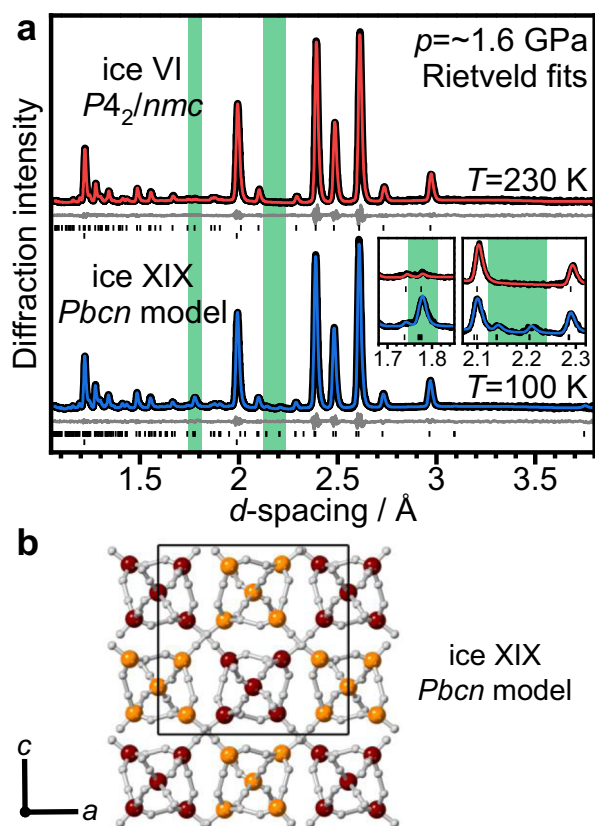 a
p=~1.6 GPa
Rietveld fits
ice VI
P4₂/nmc
T=230 K
ice XIX
Pbcn model
T=100 K
1.7 1.8 2.1 2.2 2.3
1.5 2 2.5 3 3.5
d-spacing / Å
Diffraction intensity
b
ice XIX
Pbcn model
c
a